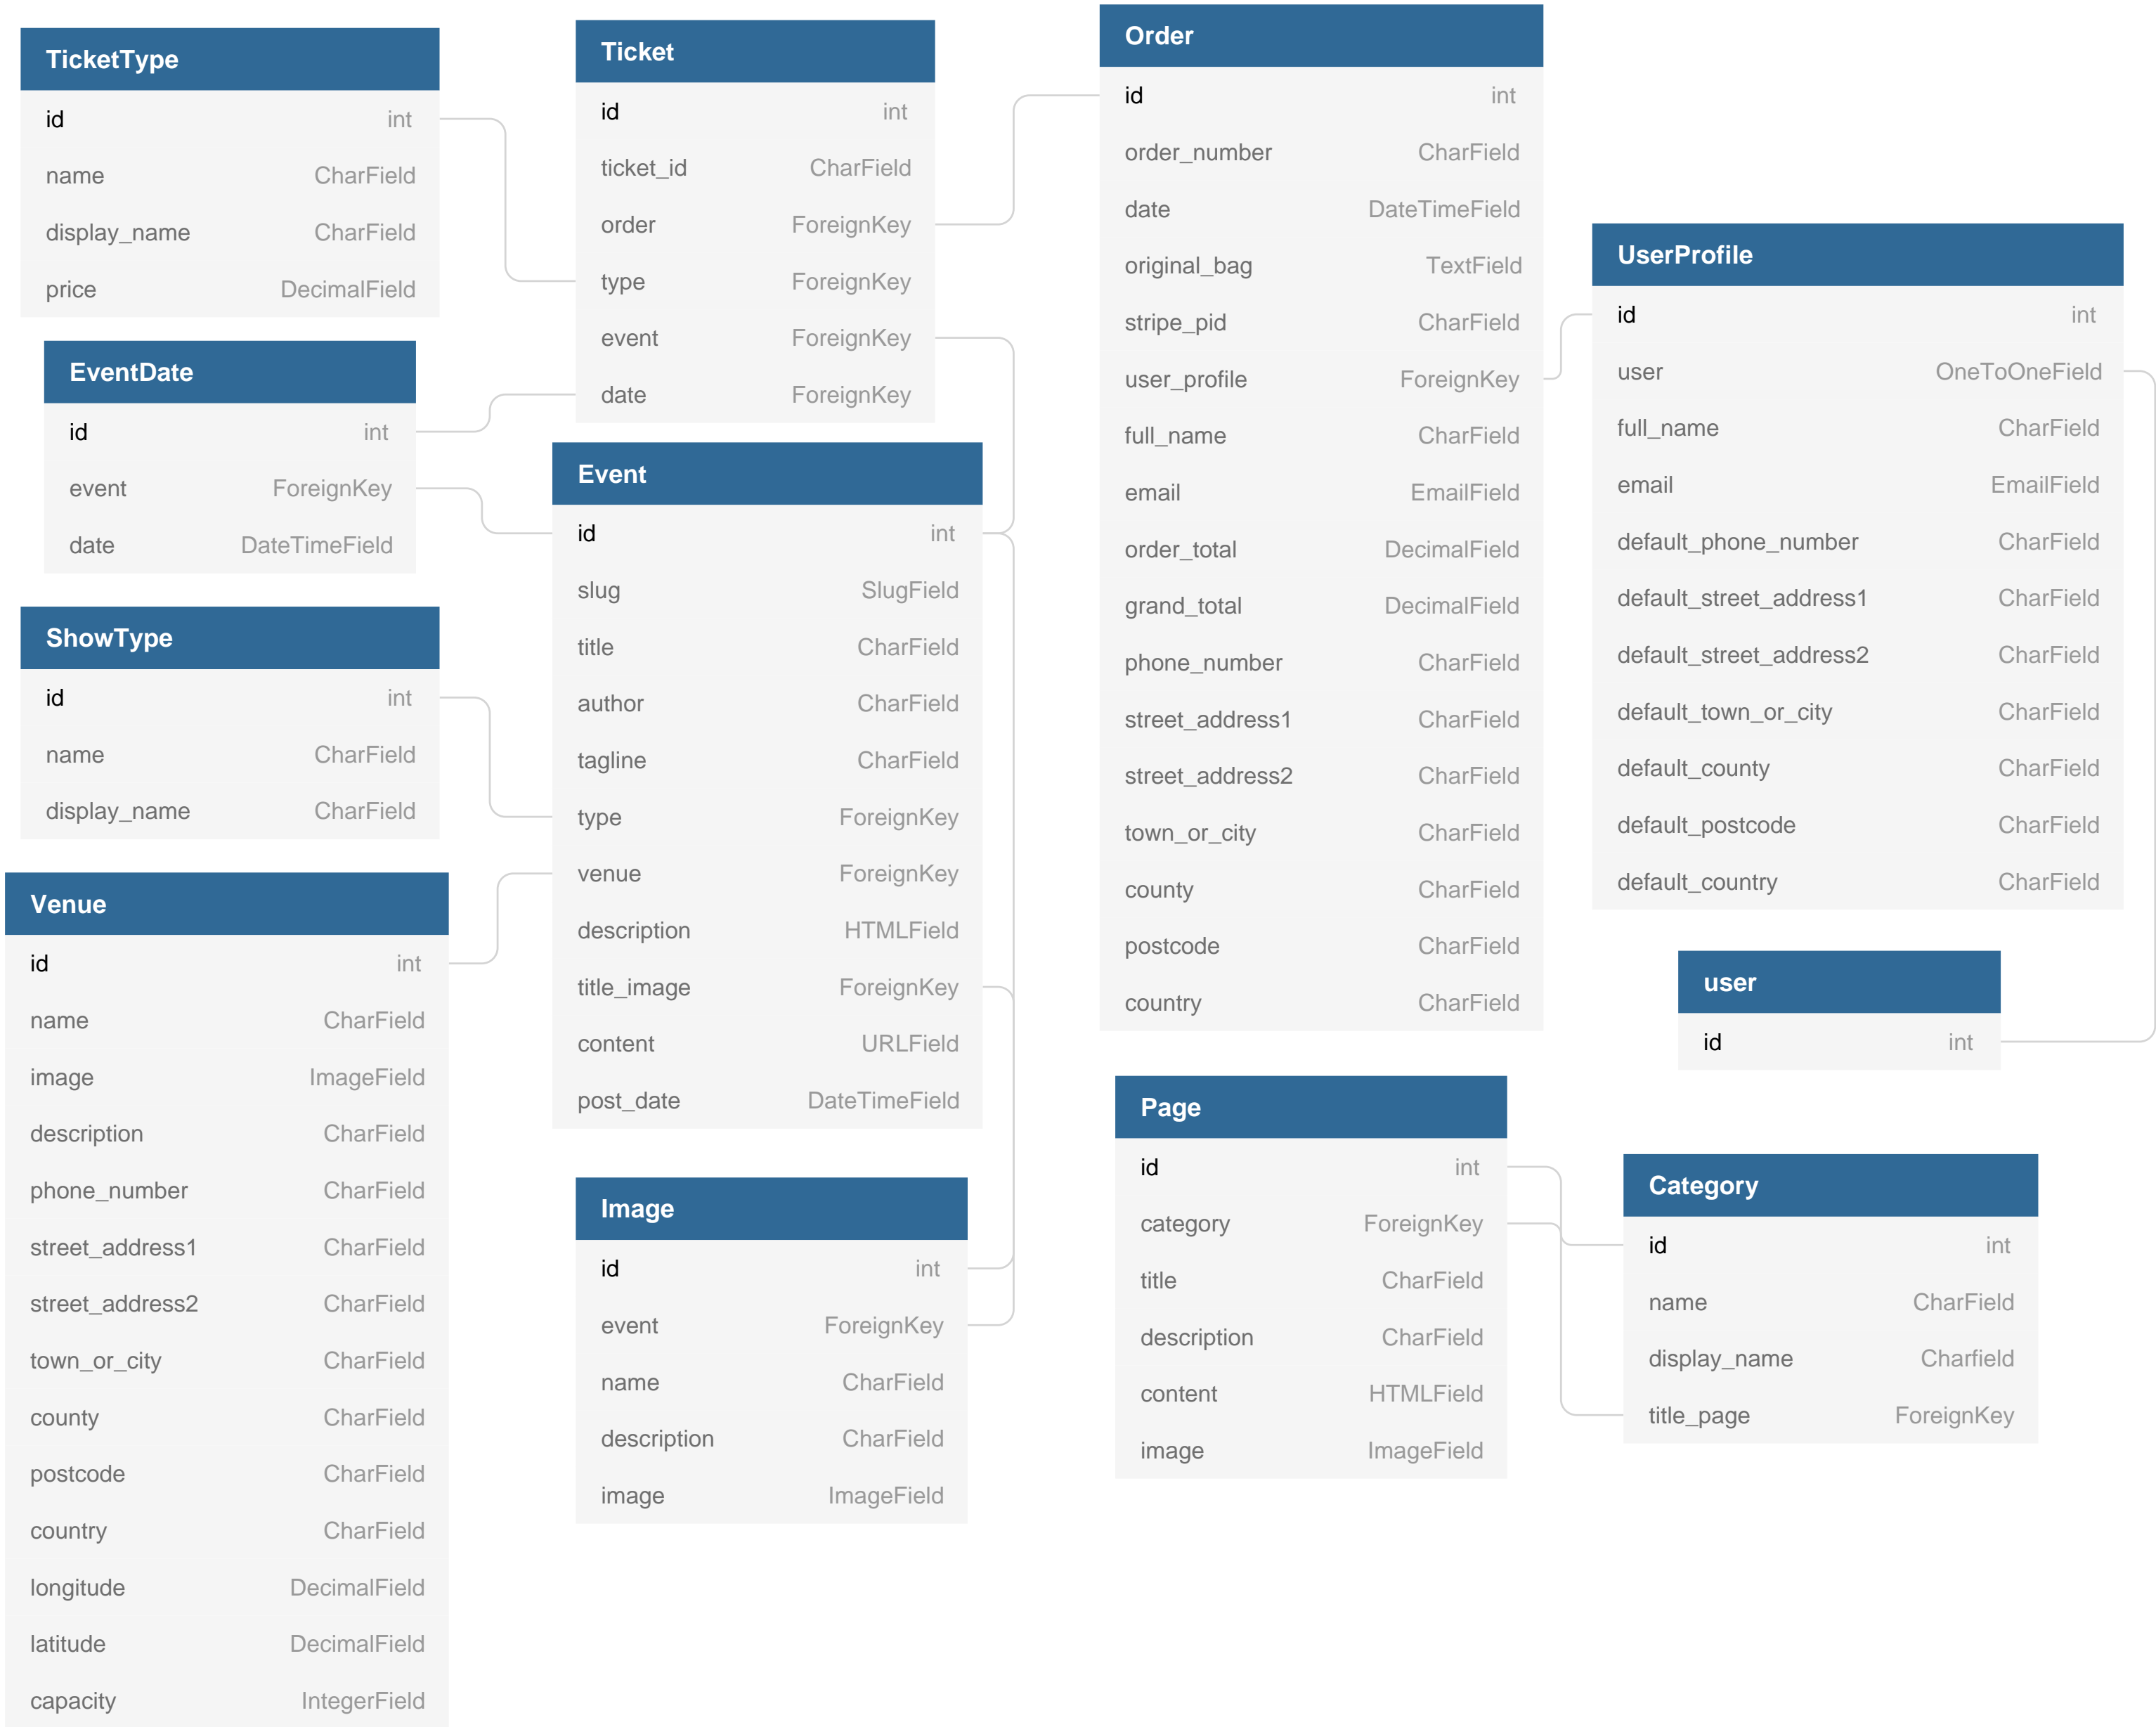 TicketType
id int
name CharField
display_name CharField
price DecimalField
EventDate
id int
event ForeignKey
date DateTimeField
ShowType
id int
name CharField
display_name CharField
Venue
id int
name CharField
image ImageField
description CharField
phone_number CharField
street_address1 CharField
street_address2 CharField
town_or_city CharField
county CharField
postcode CharField
country CharField
longitude DecimalField
latitude DecimalField
capacity IntegerField
Ticket
id int
ticket_id CharField
order ForeignKey
type ForeignKey
event ForeignKey
date ForeignKey
Event
id int
slug SlugField
title CharField
author CharField
tagline CharField
type ForeignKey
venue ForeignKey
description HTMLField
title_image ForeignKey
content URLField
post_date DateTimeField
Image
id int
event ForeignKey
name CharField
description CharField
image ImageField
Order
id int
order_number CharField
date DateTimeField
original_bag TextField
stripe_pid CharField
user_profile ForeignKey
full_name CharField
email EmailField
order_total DecimalField
grand_total DecimalField
phone_number CharField
street_address1 CharField
street_address2 CharField
town_or_city CharField
county CharField
postcode CharField
country CharField
Page
id int
category ForeignKey
title CharField
description CharField
content HTMLField
image ImageField
UserProfile
id int
user OneToOneField
full_name CharField
email EmailField
default_phone_number CharField
default_street_address1 CharField
default_street_address2 CharField
default_town_or_city CharField
default_county CharField
default_postcode CharField
default_country CharField
user
id int
Category
id int
name CharField
display_name Charfield
title_page ForeignKey